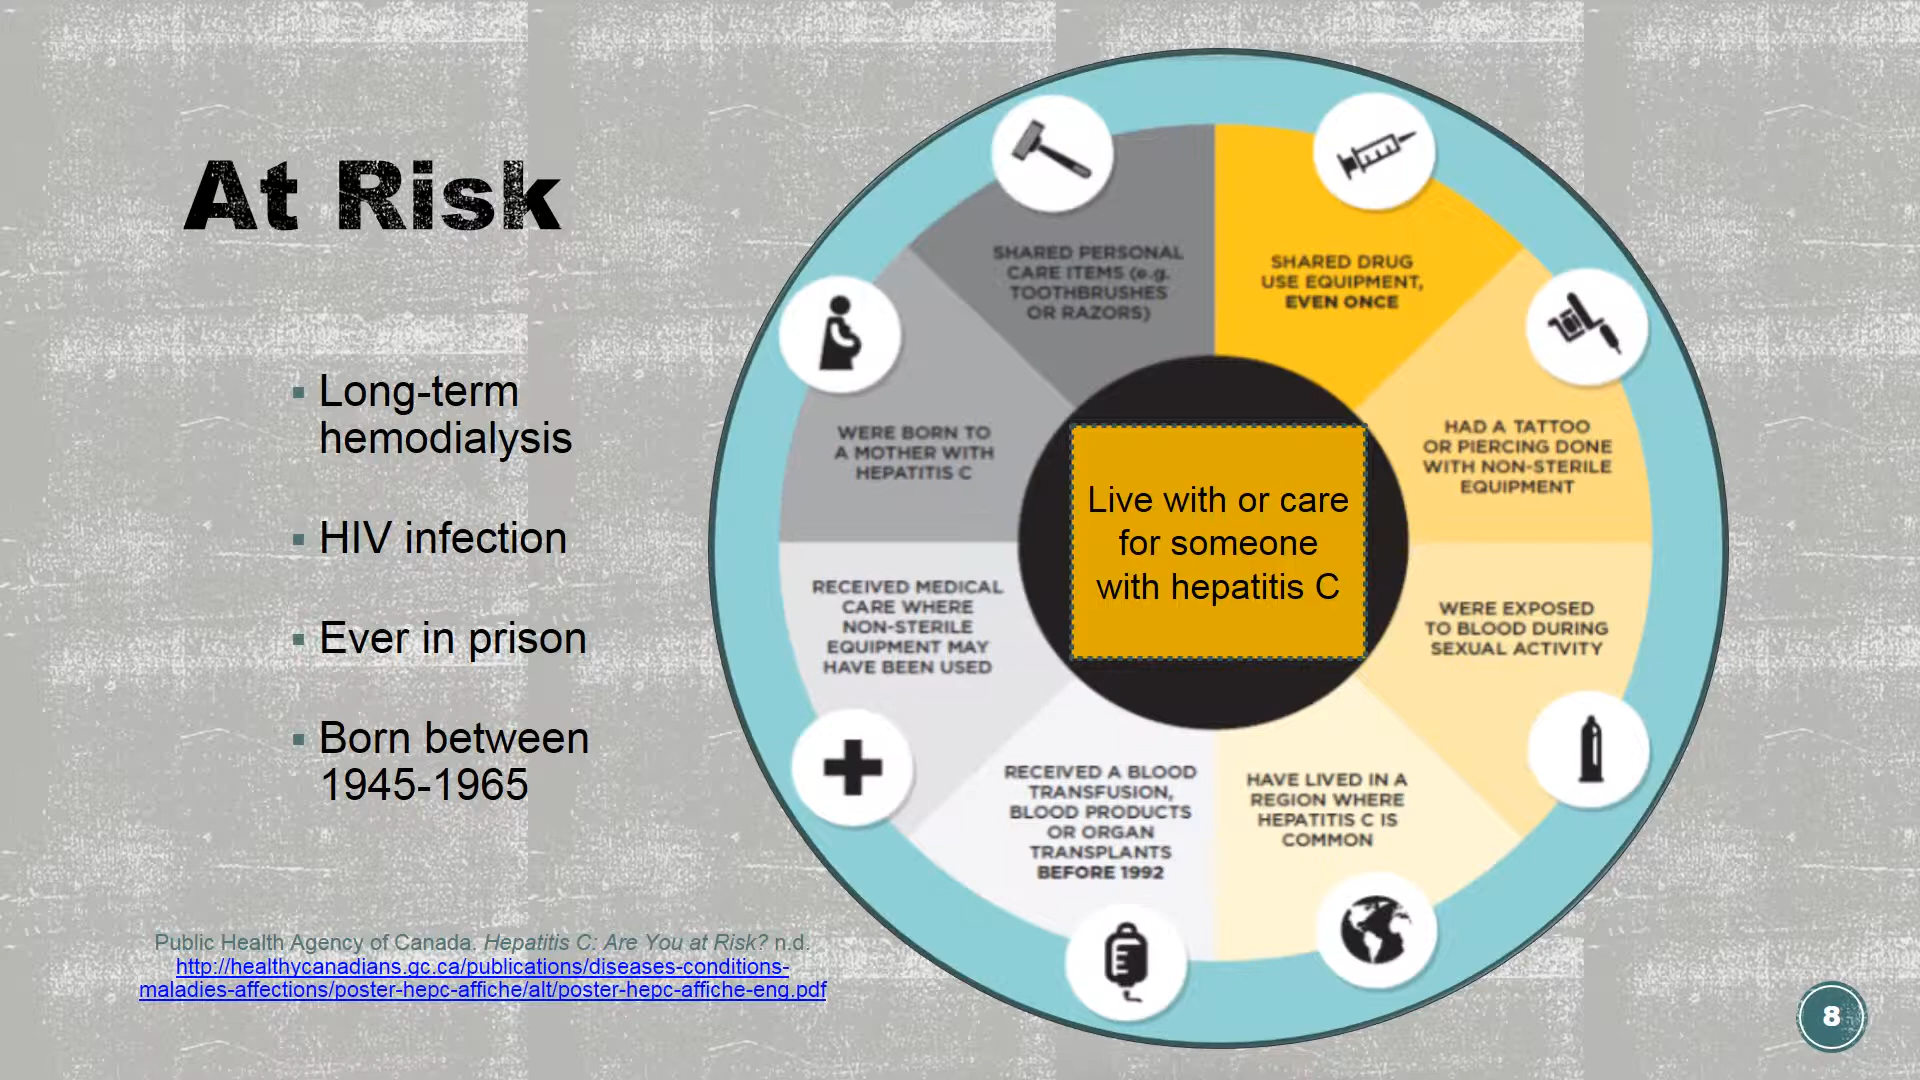 At Risk
▪ Long-term
hemodialysis
▪ HIV infection
▪ Ever in prison
▪ Born between
1945-1965
Public Health Agency of Canada. Hepatitis C: Are You at Risk? n.d.
http://healthycanadians.gc.ca/publications/diseases-conditions-
maladies-affections/poster-hepc-affiche/alt/poster-hepc-affiche-eng.pdf
SHARED PERSONAL
CARE ITEMS (e.g.
TOOTHBRUSHES
OR RAZORS)
SHARED DRUG
USE EQUIPMENT,
EVEN ONCE
HAD A TATTOO
OR PIERCING DONE
WITH NON-STERILE
EQUIPMENT
WERE EXPOSED
TO BLOOD DURING
SEXUAL ACTIVITY
HAVE LIVED IN A
REGION WHERE
HEPATITIS C IS
COMMON
RECEIVED A BLOOD
TRANSFUSION,
BLOOD PRODUCTS
OR ORGAN
TRANSPLANTS
BEFORE 1992
RECEIVED MEDICAL
CARE WHERE
NON-STERILE
EQUIPMENT MAY
HAVE BEEN USED
WERE BORN TO
A MOTHER WITH
HEPATITIS C
Live with or care
for someone
with hepatitis C
8